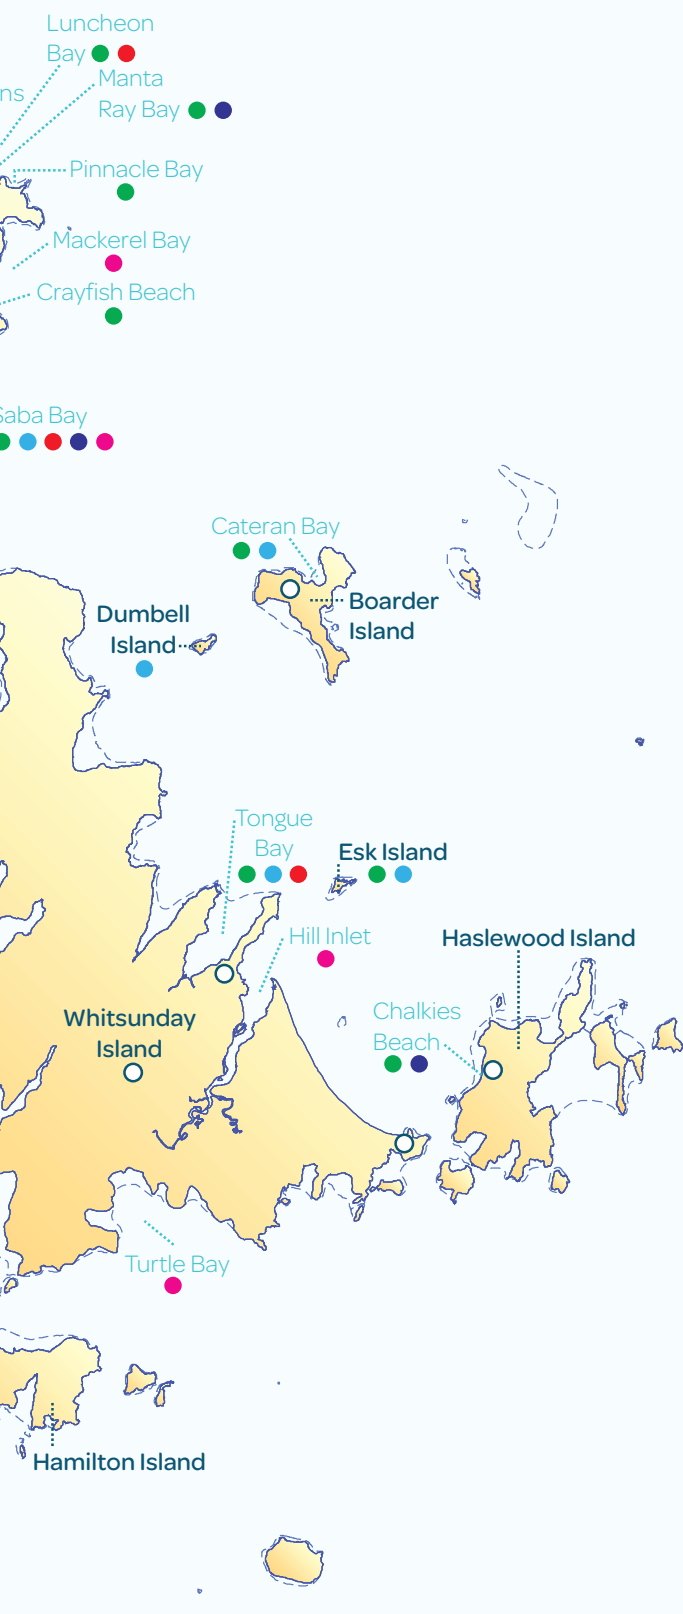 Luncheon
Bay
ns
Manta
Ray Bay
Pinnacle Bay
Mackerel Bay
Crayfish Beach
Saba Bay
Cateran Bay
Boarder
Island
Dumbell
Island
Tongue
Bay
Esk Island
Hill Inlet
Haslewood Island
Chalkies
Beach
Whitsunday
Island
Turtle Bay
Hamilton Island